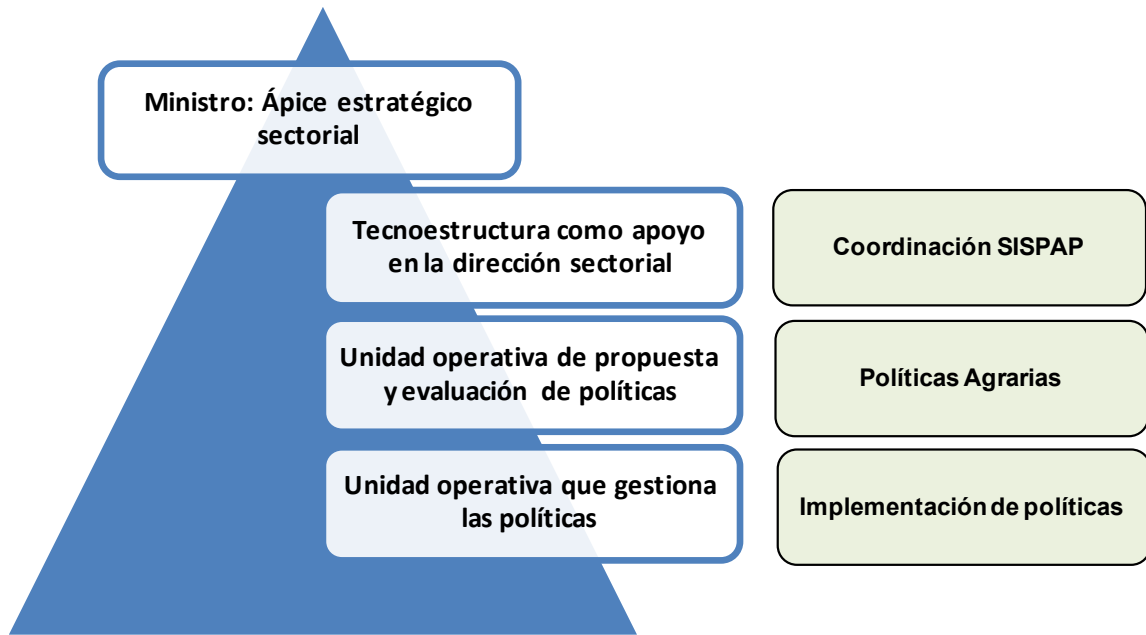 Ministro: Ápice estratégico
sectorial
Tecnoestructura como apoyo
en la dirección sectorial
Coordinación SISPAP
Unidad operativa de propuesta
y evaluación de políticas
Políticas Agrarias
Unidad operativa que gestiona
las políticas
Implementación de políticas